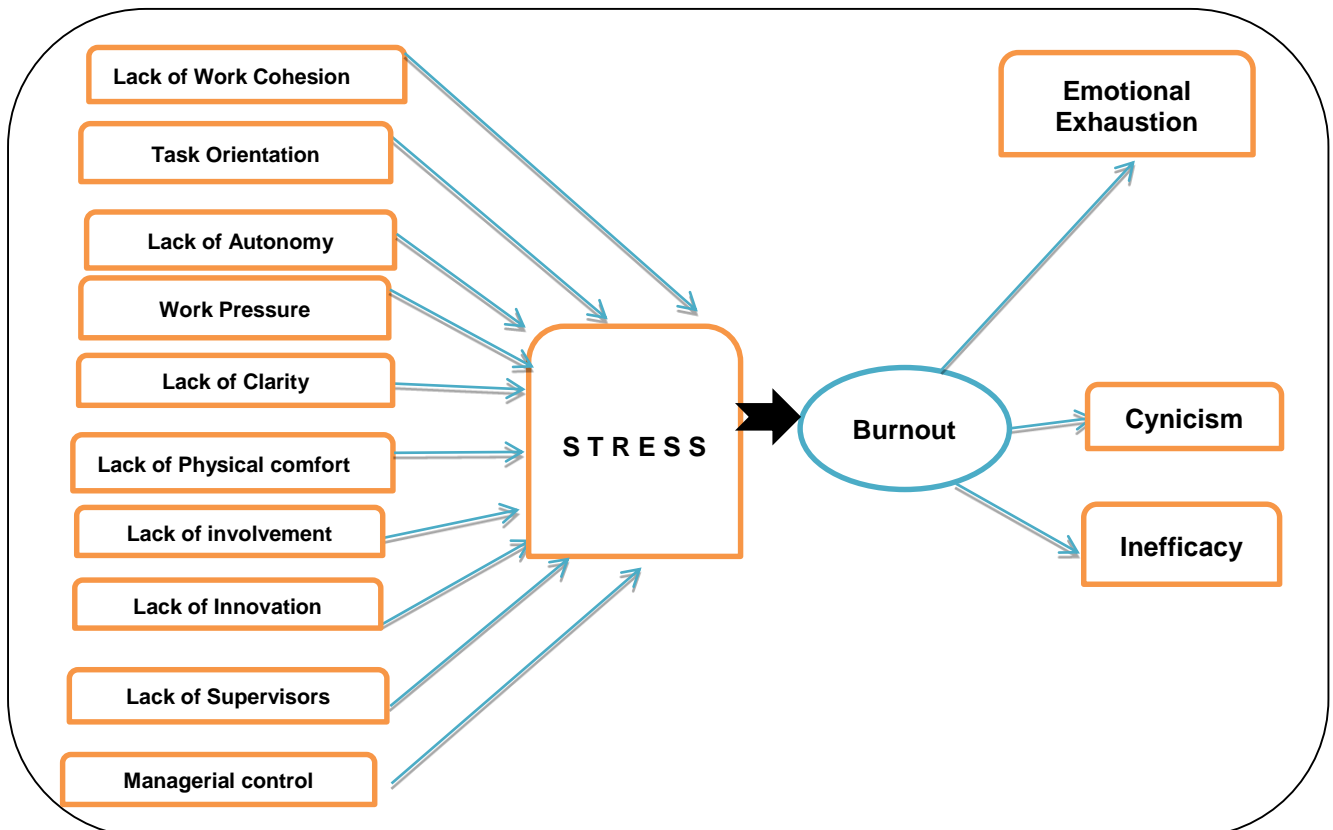 Lack of Work Cohesion
Task Orientation
Lack of Autonomy
Work Pressure
Lack of Clarity
Lack of Physical comfort
Lack of involvement
Lack of Innovation
Lack of Supervisors
Managerial control
S T R E S S
Burnout
Emotional
Exhaustion
Cynicism
Inefficacy